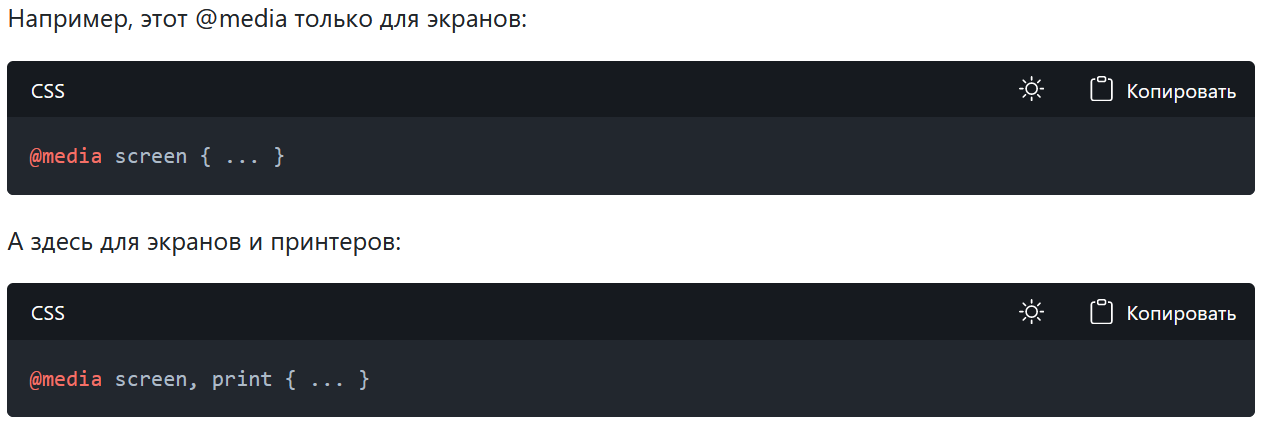 Например, этот @media только для экранов:
CSS Копировать
@media screen { ... }
А здесь для экранов и принтеров:
CSS Копировать
@media screen, print { ... }